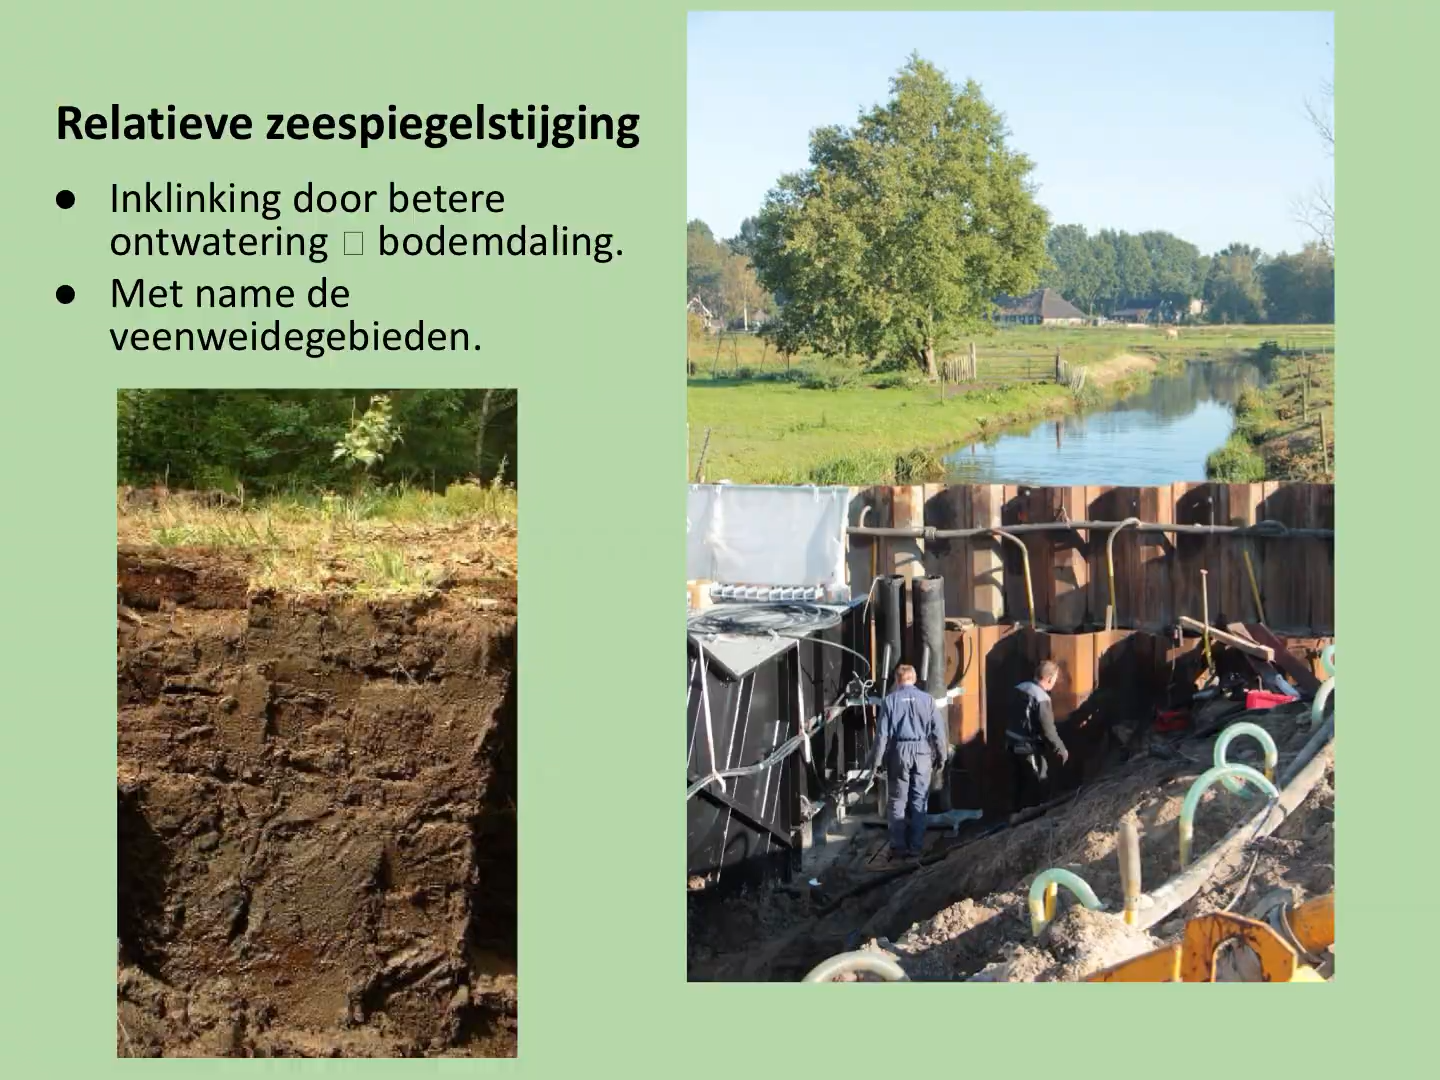 Relatieve zeespiegelstijging
● Inklinking door betere
ontwatering □ bodemdaling.
● Met name de
veenweidegebieden.